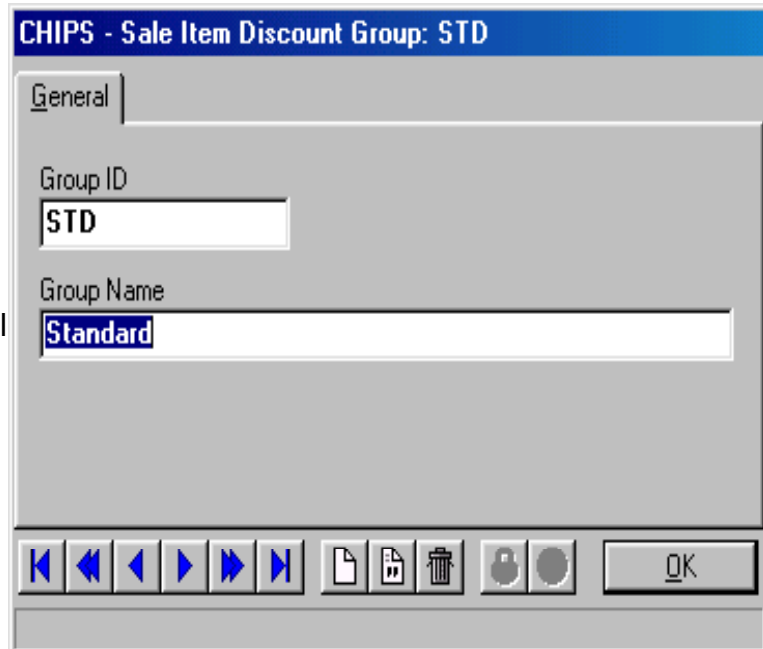 CHIPS - Sale Item Discount Group: STD
General
Group ID
STD
Group Name
l
Standard
OK